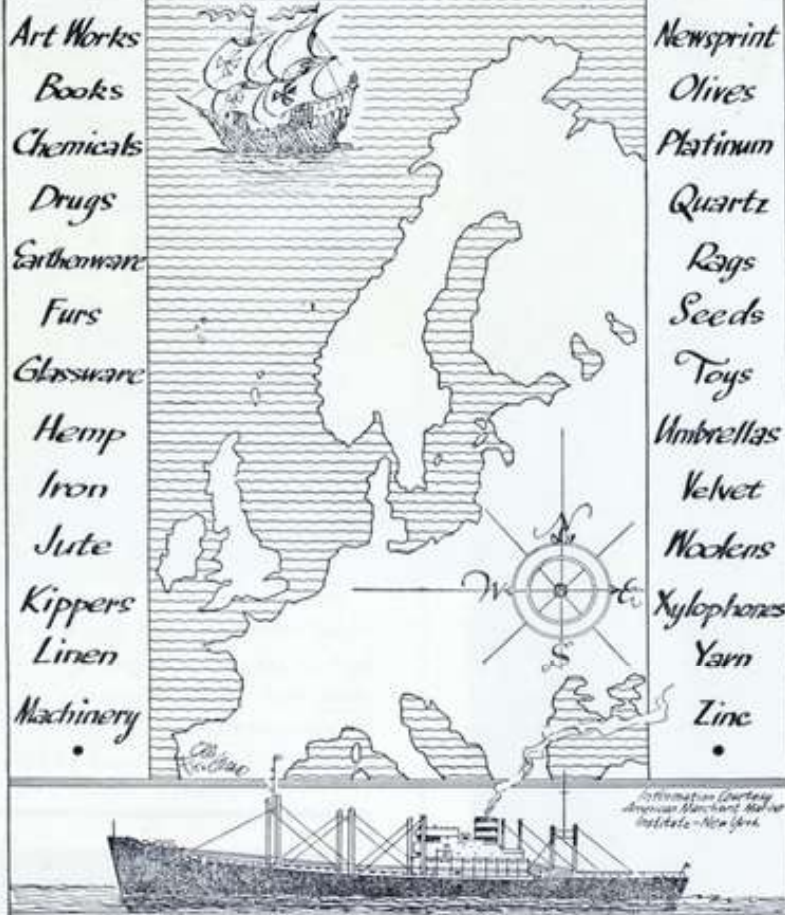 Art Works
Books
Chemicals
Drugs
Earthenware
Furs
Glassware
Hemp
Iron
Jute
Kippers
Linen
Machinery
•
Newsprint
Olives
Platinum
Quartz
Rags
Seeds
Toys
Umbrellas
Velvet
Woolens
Xylophones
Yarn
Zinc
•
N
W
E
S
Information Courtesy
American Merchant Marine
Institute - New York